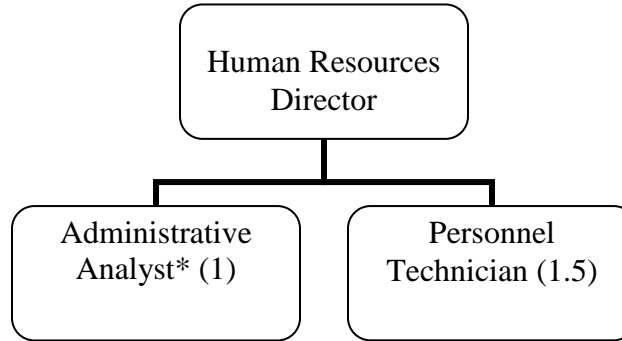 Human Resources
Director
Administrative
Analyst* (1)
Personnel
Technician (1.5)